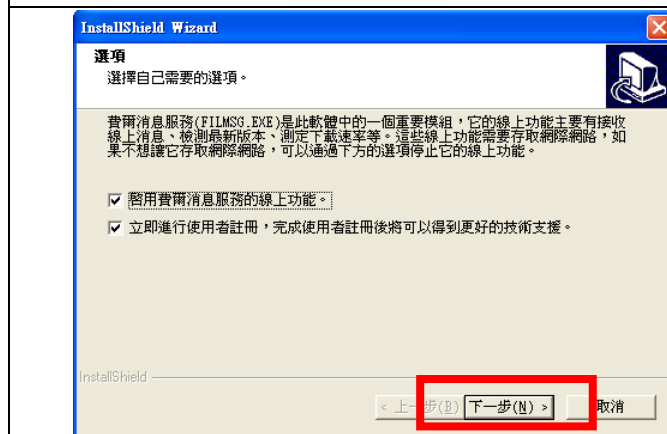 InstallShield Wizard
選項
選擇自己需要的選項。
費爾消息服務(FILMSG.EXE)是此軟體中的一個重要模組，它的線上功能主要有接收
線上消息、檢測最新版本、測定下載速率等。這些線上功能需要存取網際網路，如
果不想讓它存取網際網路，可以通過下方的選項停止它的線上功能。
啓用費爾消息服務的線上功能。
立即進行使用者註冊，完成使用者註冊後將可以得到更好的技術支援。
InstallShield
< 上一步(B) 下一步(N) > 取消